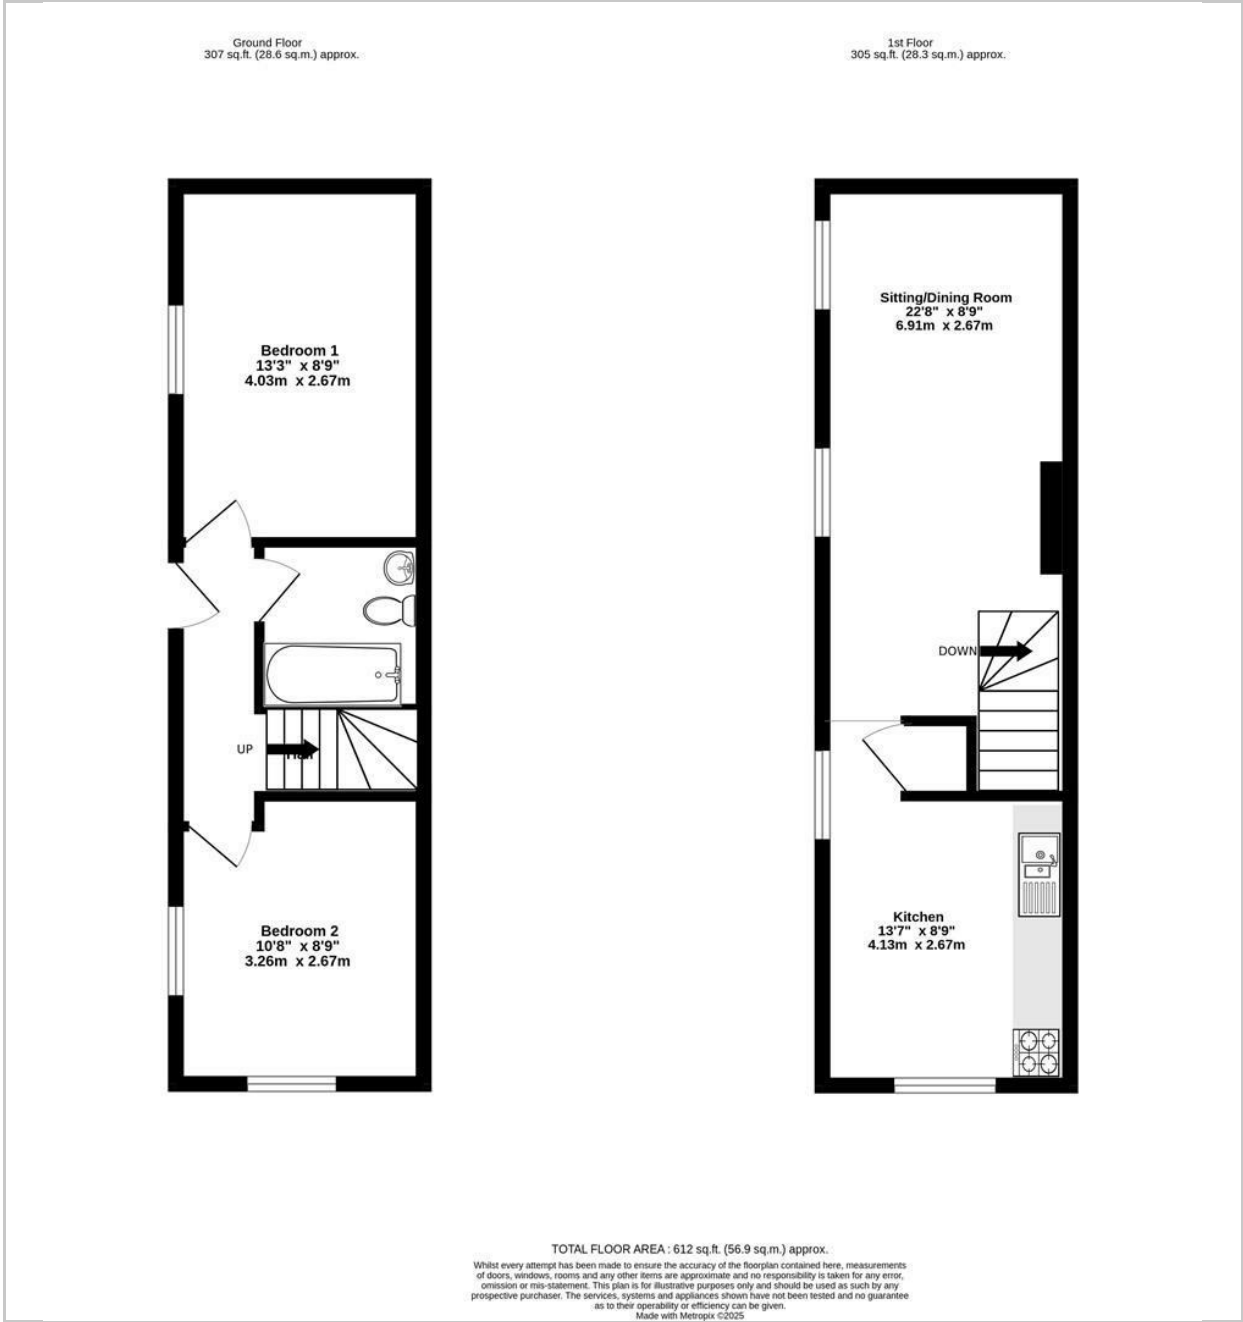 Ground Floor
307 sq.ft. (28.6 sq.m.) approx.
1st Floor
305 sq.ft. (28.3 sq.m.) approx.
Bedroom 1
13'3" x 8'9"
4.03m x 2.67m
UP
Hall
Bedroom 2
10'8" x 8'9"
3.26m x 2.67m
Sitting/Dining Room
22'8" x 8'9"
6.91m x 2.67m
DOWN
Kitchen
13'7" x 8'9"
4.13m x 2.67m
TOTAL FLOOR AREA : 612 sq.ft. (56.9 sq.m.) approx.
Whilst every attempt has been made to ensure the accuracy of the floorplan contained here, measurements
of doors, windows, rooms and any other items are approximate and no responsibility is taken for any error,
omission or mis-statement. This plan is for illustrative purposes only and should be used as such by any
prospective purchaser. The services, systems and appliances shown have not been tested and no guarantee
as to their operability or efficiency can be given.
Made with Metropix ©2025